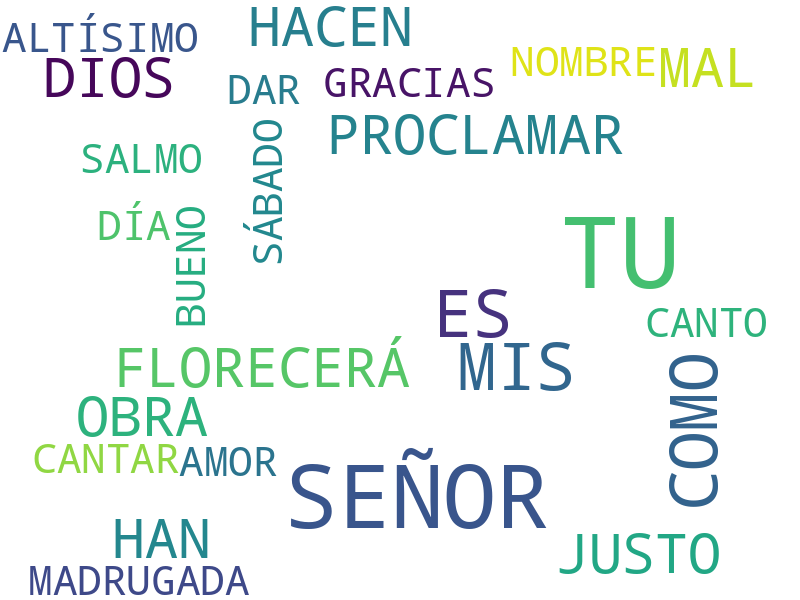 ALTÍSIMO
HACEN
DIOS
DAR
GRACIAS
NOMBRE
MAL
PROCLAMAR
SALMO
SÁBADO
DÍA
BUENO
TU
ES
CANTO
FLORECERÁ
MIS
COMO
OBRA
CANTAR
AMOR
SEÑOR
HAN
JUSTO
MADRUGADA